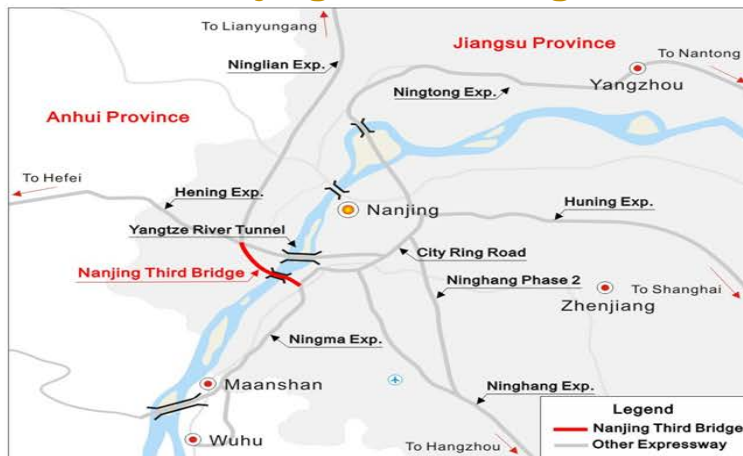 To Lianyungang
Jiangsu Province
To Nantong
Ninglian Exp.
Yangzhou
Ningtong Exp.
Anhui Province
To Hefei
Hening Exp.
Nanjing
Huning Exp.
Yangtze River Tunnel
City Ring Road
Nanjing Third Bridge
Ninghang Phase 2
To Shanghai
Zhenjiang
Ningma Exp.
Maanshan
Ninghang Exp.
Wuhu
To Hangzhou
Legend
Nanjing Third Bridge
Other Expressway